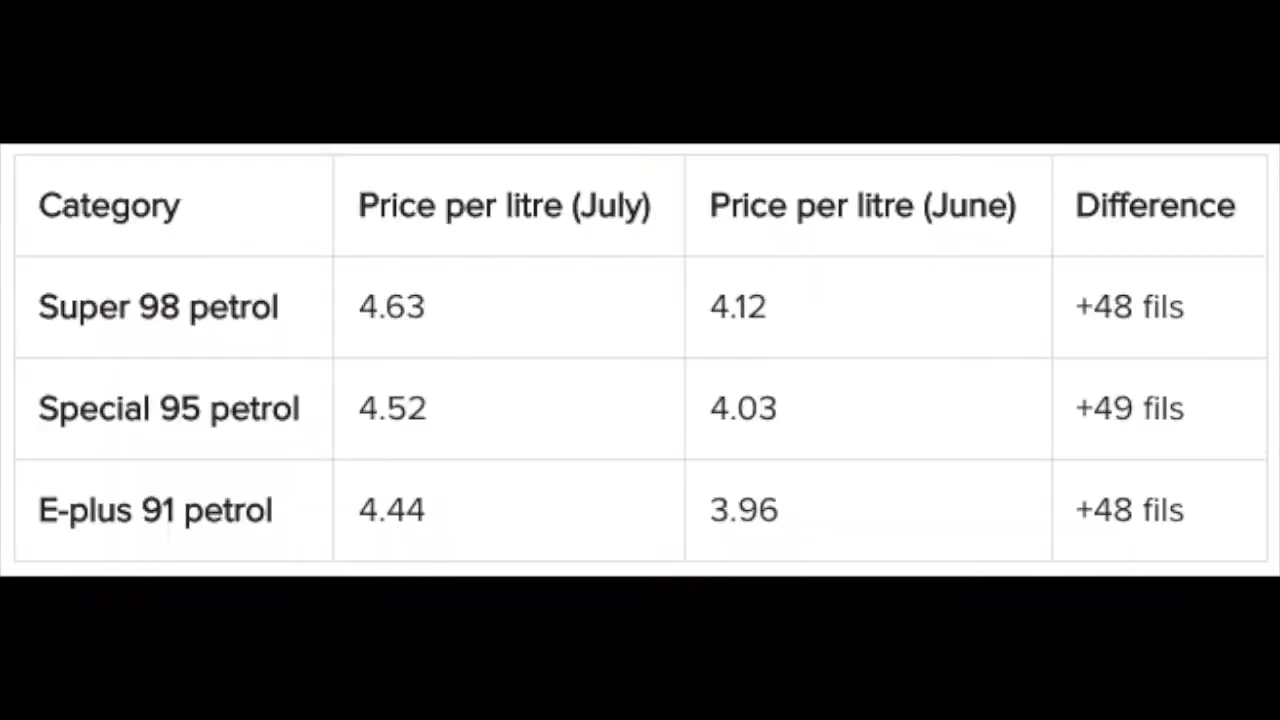 Category Price per litre (July) Price per litre (June) Difference
Super 98 petrol 4.63 4.12 +48 fils
Special 95 petrol 4.52 4.03 +49 fils
E-plus 91 petrol 4.44 3.96 +48 fils